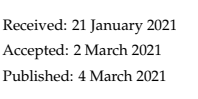 Received: 21 January 2021
Accepted: 2 March 2021
Published: 4 March 2021